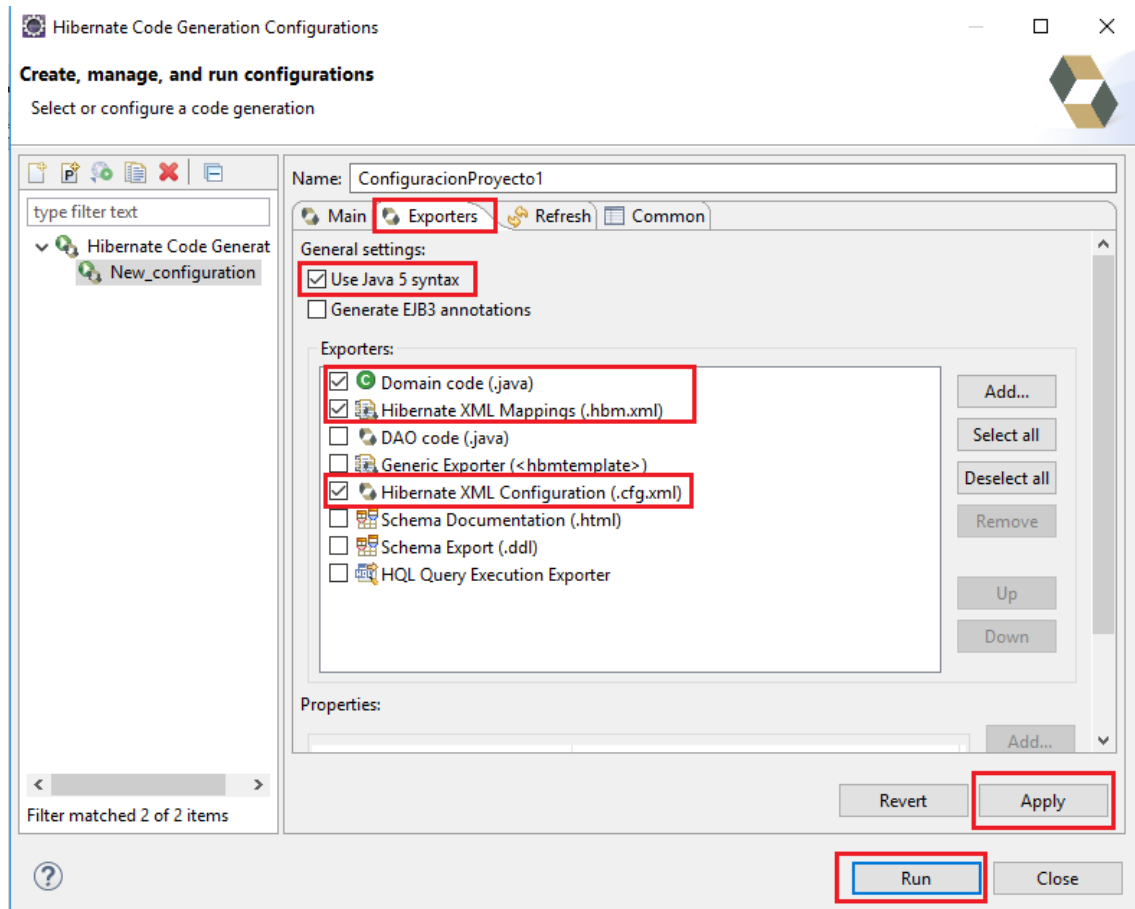 Hibernate Code Generation Configurations
Create, manage, and run configurations
Select or configure a code generation
Name: ConfiguracionProyecto1
type filter text
Hibernate Code Generat
New_configuration
Main Exporters Refresh Common
General settings:
Use Java 5 syntax
Generate EJB3 annotations
Exporters:
Domain code (.java)
Hibernate XML Mappings (.hbm.xml)
DAO code (.java)
Generic Exporter (<hbmtemplate>)
Hibernate XML Configuration (.cfg.xml)
Schema Documentation (.html)
Schema Export (.ddl)
HQL Query Execution Exporter
Add...
Select all
Deselect all
Remove
Up
Down
Properties:
Add...
Filter matched 2 of 2 items
Revert Apply
Run Close